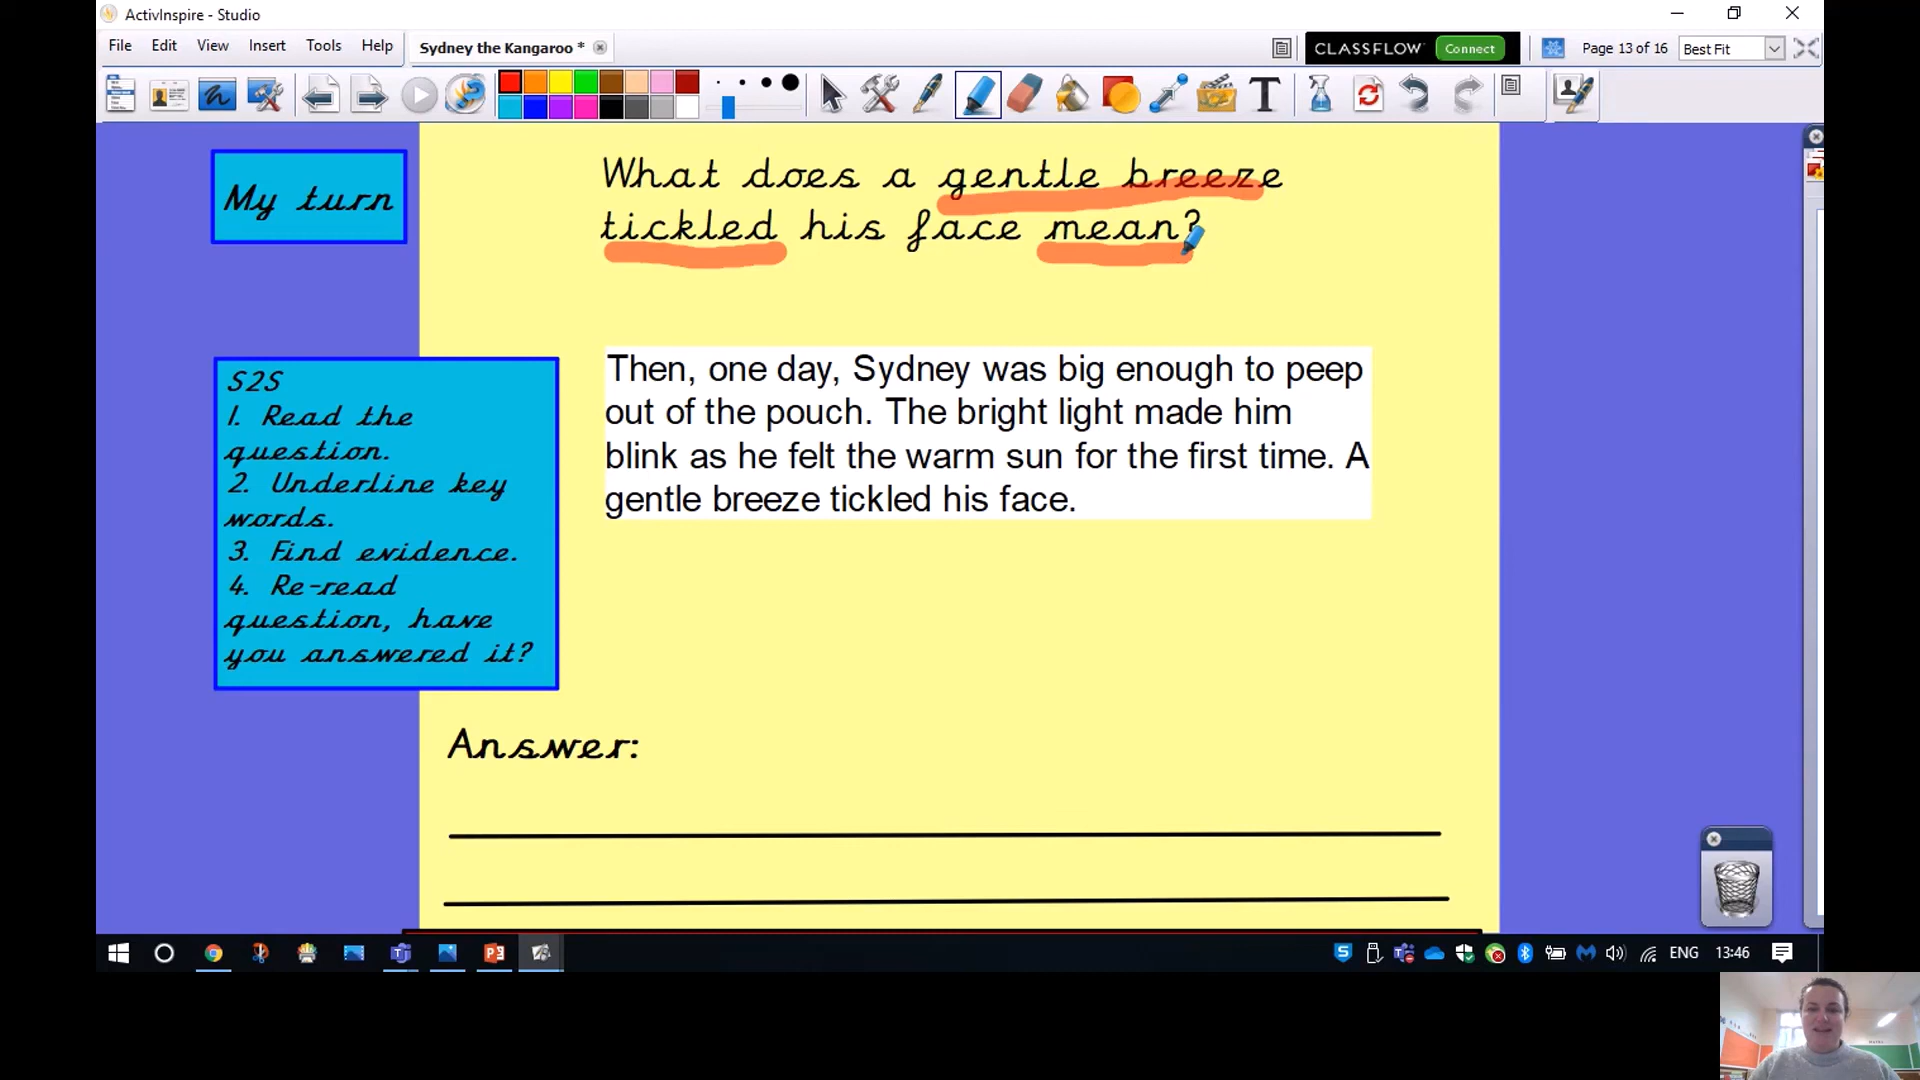 ActivInspire - Studio
File Edit View Insert Tools Help
Sydney the Kangaroo *
CLASSFLOW Connect
Page 13 of 16
Best Fit
My turn
What does a gentle breeze
tickled his face mean?
S2S
1. Read the
question.
2. Underline key
words.
3. Find evidence.
4. Re-read
question, have
you answered it?
Then, one day, Sydney was big enough to peep
out of the pouch. The bright light made him
blink as he felt the warm sun for the first time. A
gentle breeze tickled his face.
Answer:
ENG 13:46